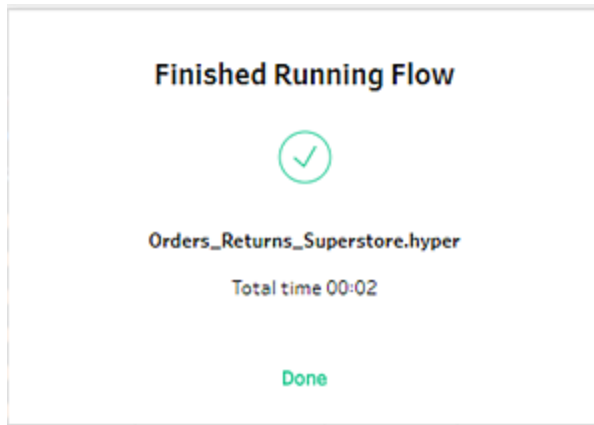 Finished Running Flow
Orders_Returns_Superstore.hyper
Total time 00:02
Done